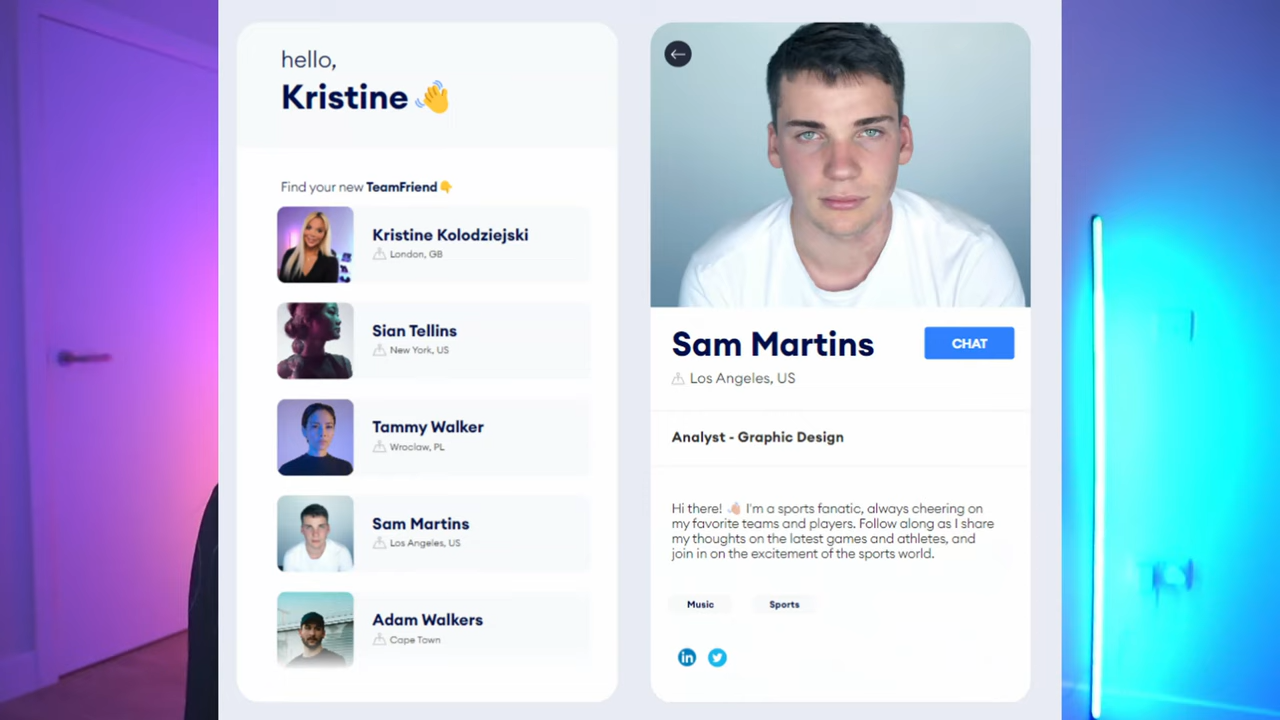 hello,
Kristine 👋
Find your new TeamFriend👇
Kristine Kolodziejski
London, GB
Sian Tellins
New York, US
Tammy Walker
Wroclaw, PL
Sam Martins
Los Angeles, US
Adam Walkers
Cape Town
Sam Martins
CHAT
Los Angeles, US
Analyst - Graphic Design
Hi there! 👋🏻 I'm a sports fanatic, always cheering on
my favorite teams and players. Follow along as I share
my thoughts on the latest games and athletes, and
join in on the excitement of the sports world.
Music
Sports
in